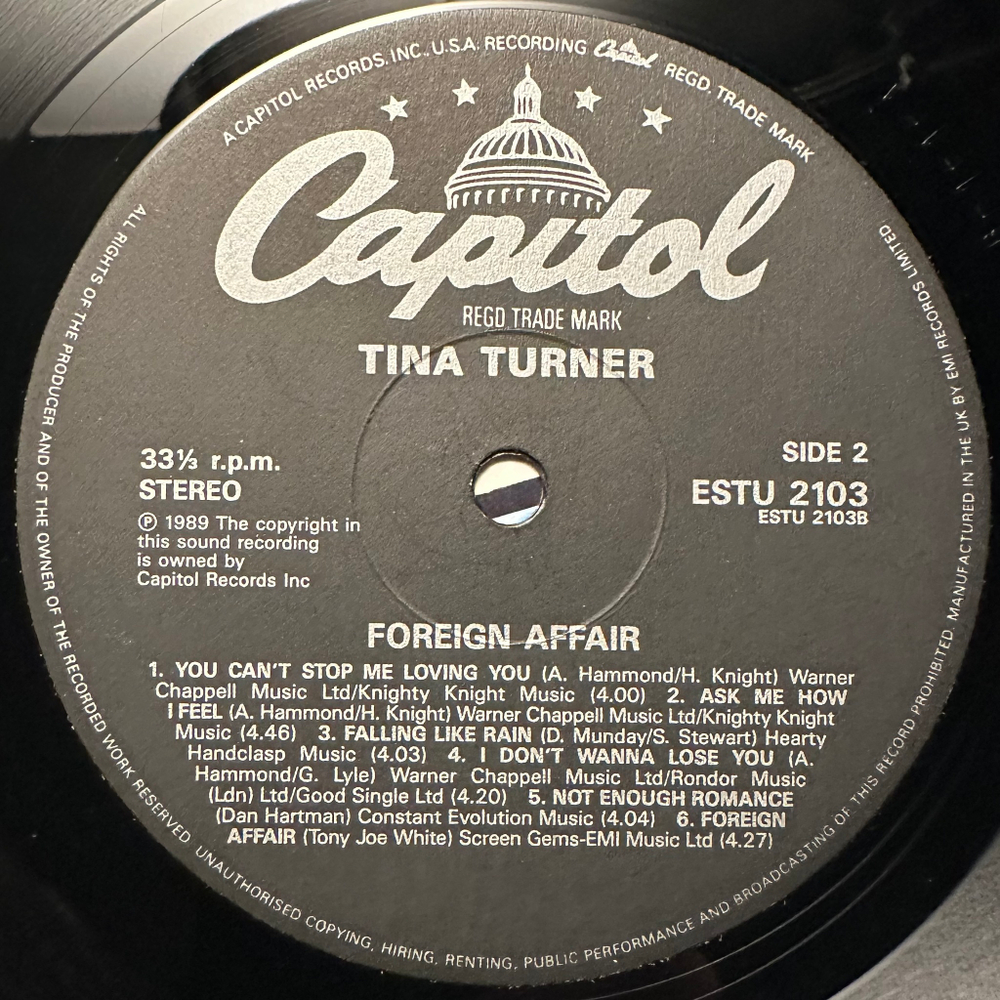 A CAPITOL RECORDS, INC., U.S.A. RECORDING Capitol REGD. TRADE MARK
Capitol
REGD TRADE MARK
TINA TURNER
33⅓ r.p.m.
STEREO
℗ 1989 The copyright in
this sound recording
is owned by
Capitol Records Inc
SIDE 2
ESTU 2103
ESTU 2103B
FOREIGN AFFAIR
1. YOU CAN'T STOP ME LOVING YOU (A. Hammond/H. Knight) Warner
Chappell Music Ltd/Knighty Knight Music (4.00) 2. ASK ME HOW
I FEEL (A. Hammond/H. Knight) Warner Chappell Music Ltd/Knighty Knight
Music (4.46) 3. FALLING LIKE RAIN (D. Munday/S. Stewart) Hearty
Handclasp Music (4.03) 4. I DON'T WANNA LOSE YOU (A.
Hammond/G. Lyle) Warner Chappell Music Ltd/Rondor Music
(Ldn) Ltd/Good Single Ltd (4.20) 5. NOT ENOUGH ROMANCE
(Dan Hartman) Constant Evolution Music (4.04) 6. FOREIGN
AFFAIR (Tony Joe White) Screen Gems-EMI Music Ltd (4.27)
ALL RIGHTS OF THE PRODUCER AND OF THE OWNER OF THE RECORDED WORK RESERVED. UNAUTHORISED COPYING, HIRING, RENTING, PUBLIC PERFORMANCE AND BROADCASTING OF THIS RECORD PROHIBITED. MANUFACTURED IN THE UK BY EMI RECORDS LIMITED